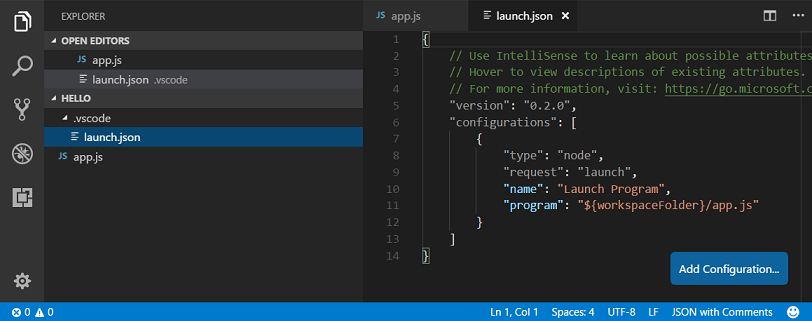 EXPLORER
OPEN EDITORS
JS app.js
launch.json .vscode
HELLO
.vscode
launch.json
JS app.js
JS app.js
launch.json
1 {
2 // Use IntelliSense to learn about possible attributes
3 // Hover to view descriptions of existing attributes.
4 // For more information, visit: https://go.microsoft.c
5 "version": "0.2.0",
6 "configurations": [
7 {
8 "type": "node",
9 "request": "launch",
10 "name": "Launch Program",
11 "program": "${workspaceFolder}/app.js"
12 }
13 ]
14 }
Add Configuration...
0 0 Ln 1, Col 1 Spaces: 4 UTF-8 LF JSON with Comments